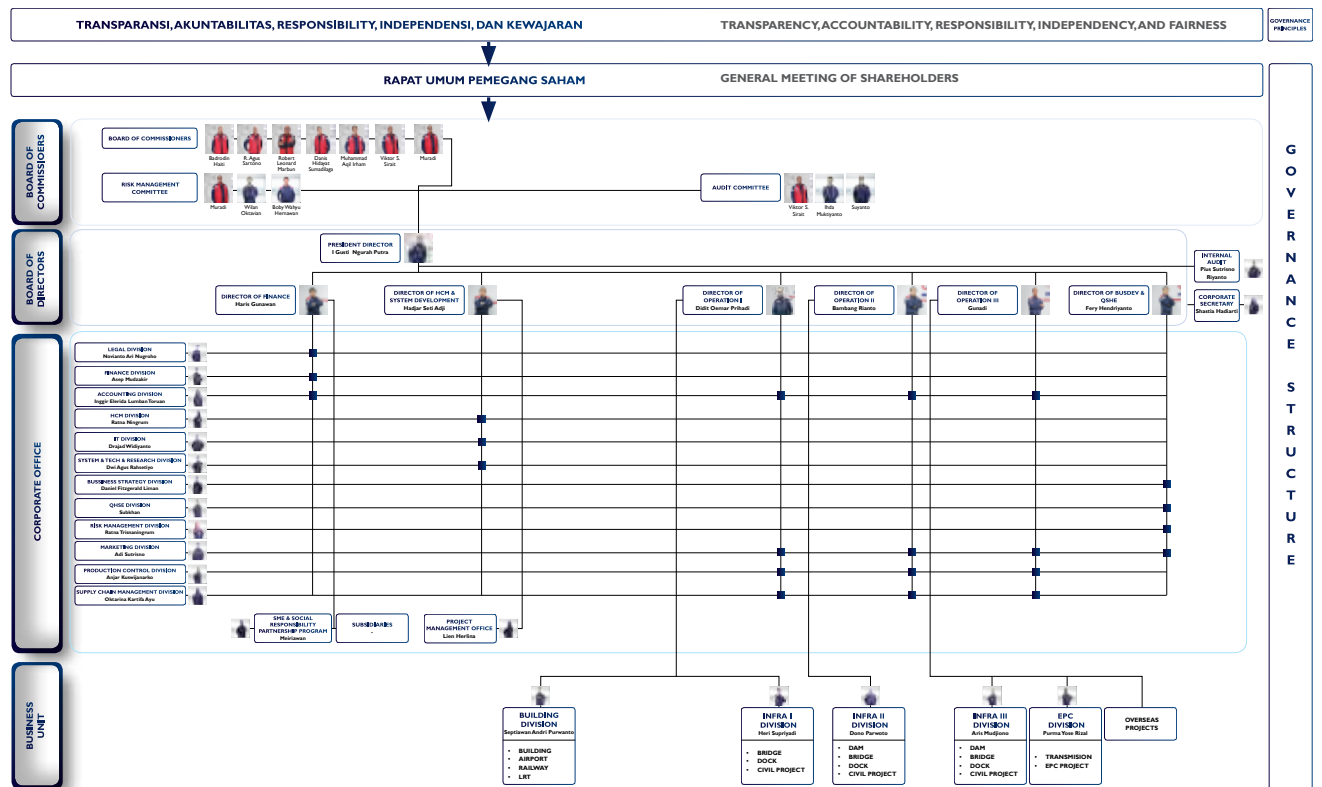 TRANSPARANSI, AKUNTABILITAS, RESPONSIBILITY, INDEPENDENSI, DAN KEWAJARAN
TRANSPARENCY, ACCOUNTABILITY, RESPONSIBILITY, INDEPENDENCY, AND FAIRNESS
GOVERNANCE
PRINCIPLES
RAPAT UMUM PEMEGANG SAHAM
GENERAL MEETING OF SHAREHOLDERS
GOVERNANCE STRUCTURE
BOARD OF
COMMISSIOERS
BOARD OF COMMISSIONERS
Badrodin
Haiti
R. Agus
Sartono
Robert
Leonard
Marbun
Danis
Hidayat
Sumadilaga
Muhammad
Aqil Irham
Viktor S.
Sirait
Muradi
RISK MANAGEMENT
COMMITTEE
Muradi
Wilan
Oktavian
Boby Wahyu
Hernawan
AUDIT COMMITTEE
Viktor S.
Sirait
Ihda
Muktiyanto
Suyanto
BOARD OF
DIRECTORS
PRESIDENT DIRECTOR
I Gusti Ngurah Putra
INTERNAL
AUDIT
Pius Sutrisno
Riyanto
CORPORATE
SECRETARY
Shastia Hadiarti
DIRECTOR OF FINANCE
Haris Gunawan
DIRECTOR OF HCM &
SYSTEM DEVELOPMENT
Hadjar Seti Adji
DIRECTOR OF
OPERATION I
Didit Oemar Prihadi
DIRECTOR OF
OPERATION II
Bambang Rianto
DIRECTOR OF
OPERATION III
Gunadi
DIRECTOR OF BUSDEV &
QSHE
Fery Hendriyanto
CORPORATE OFFICE
LEGAL DIVISION
Novianto Ari Nugroho
FINANCE DIVISION
Asep Mudzakir
ACCOUNTING DIVISION
Inggir Elerida Lumban Toruan
HCM DIVISION
Ratna Ningrum
IT DIVISION
Drajad Widiyanto
SYSTEM & TECH & RESEARCH DIVISION
Dwi Agus Rahsetiyo
BUSSINESS STRATEGY DIVISION
Daniel Fitzgerald Liman
QHSE DIVISION
Subkhan
RISK MANAGEMENT DIVISION
Ratna Trisnaningrum
MARKETING DIVISION
Adi Sutrisno
PRODUCTION CONTROL DIVISION
Anjar Kuswijanarko
SUPPLY CHAIN MANAGEMENT DIVISION
Oktarina Kartifa Ayu
SME & SOCIAL
RESPONSIBILITY
PARTNERSHIP PROGRAM
Meiriawan
SUBSIDIARIES
-
PROJECT
MANAGEMENT OFFICE
Lien Herlina
BUSINESS
UNIT
BUILDING
DIVISION
Septiawan Andri Purwanto
• BUILDING
• AIRPORT
• RAILWAY
• LRT
INFRA I
DIVISION
Heri Supriyadi
• BRIDGE
• DOCK
• CIVIL PROJECT
INFRA II
DIVISION
Dono Parwoto
• DAM
• BRIDGE
• DOCK
• CIVIL PROJECT
INFRA III
DIVISION
Aris Mudjiono
• DAM
• BRIDGE
• DOCK
• CIVIL PROJECT
EPC
DIVISION
Purma Yose Rizal
• TRANSMISION
• EPC PROJECT
OVERSEAS
PROJECTS